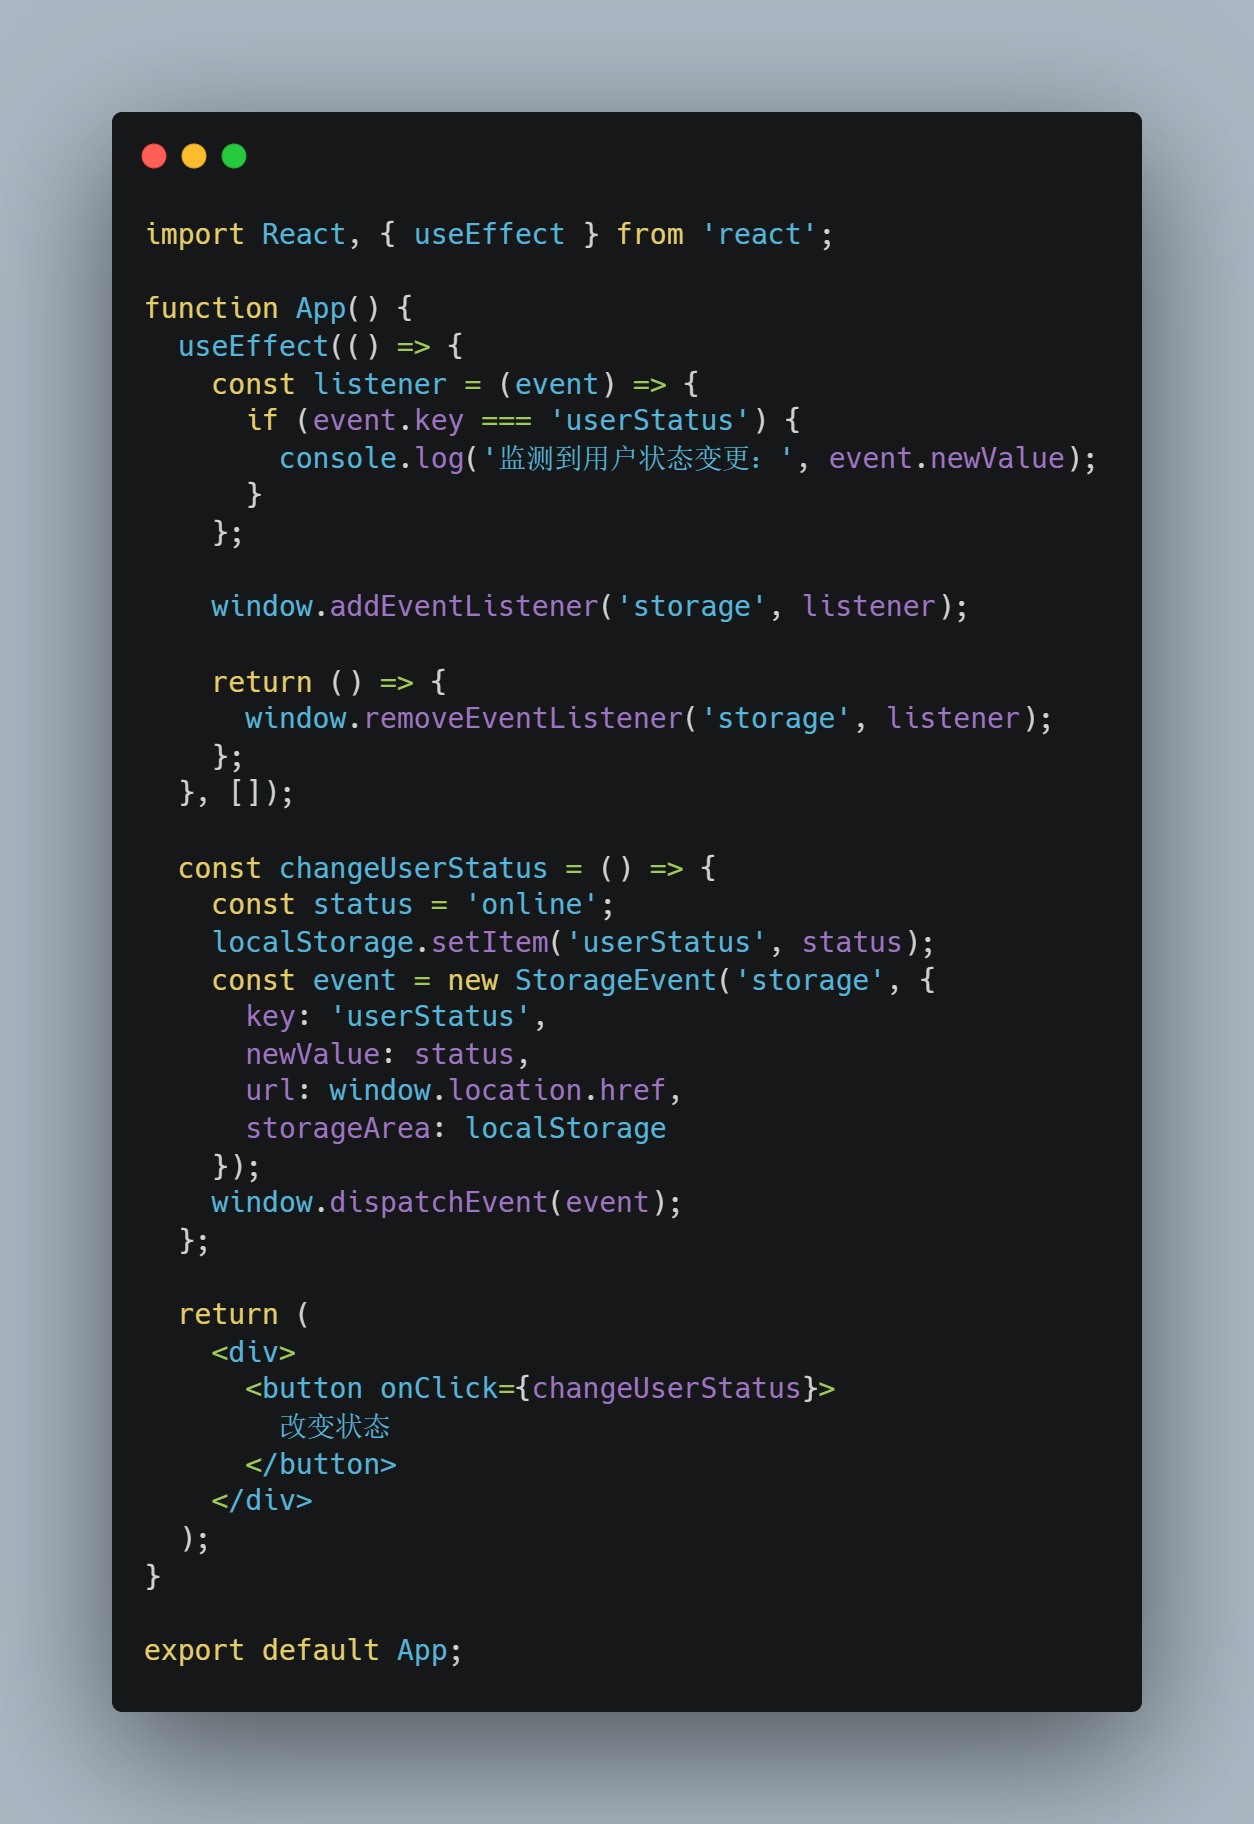 import React, { useEffect } from 'react';
function App() {
  useEffect(() => {
    const listener = (event) => {
      if (event.key === 'userStatus') {
        console.log('监测到用户状态变更：', event.newValue);
      }
    };
    window.addEventListener('storage', listener);
    return () => {
      window.removeEventListener('storage', listener);
    };
  }, []);
  const changeUserStatus = () => {
    const status = 'online';
    localStorage.setItem('userStatus', status);
    const event = new StorageEvent('storage', {
      key: 'userStatus',
      newValue: status,
      url: window.location.href,
      storageArea: localStorage
    });
    window.dispatchEvent(event);
  };
  return (
    <div>
      <button onClick={changeUserStatus}>
        改变状态
      </button>
    </div>
  );
}
export default App;